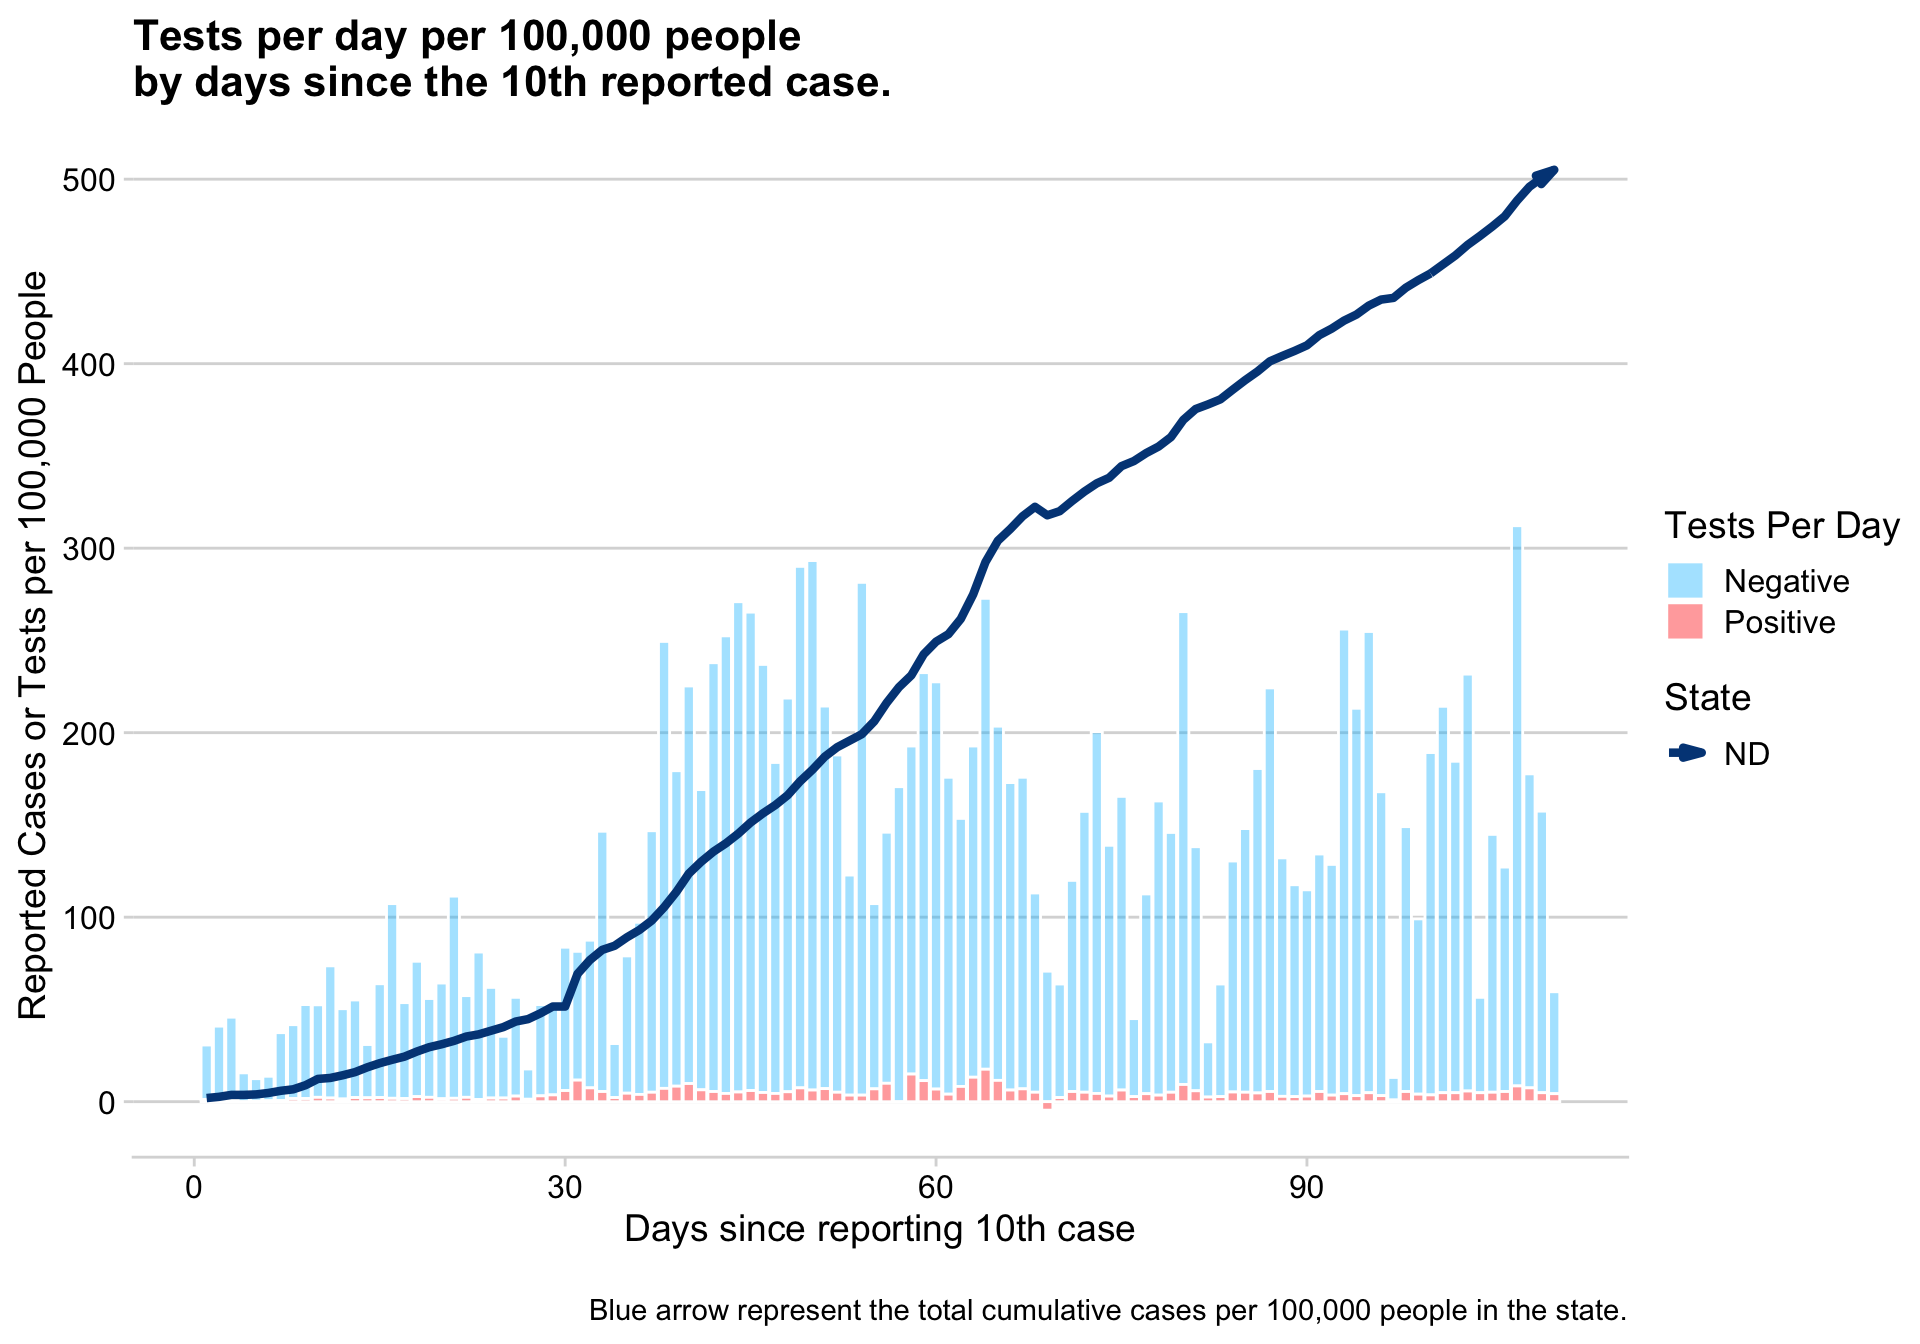 Tests per day per 100,000 people
by days since the 10th reported case.
Reported Cases or Tests per 100,000 People
500
400
300
200
100
0
0
30
60
90
Days since reporting 10th case
Tests Per Day
Negative
Positive
State
ND
Blue arrow represent the total cumulative cases per 100,000 people in the state.